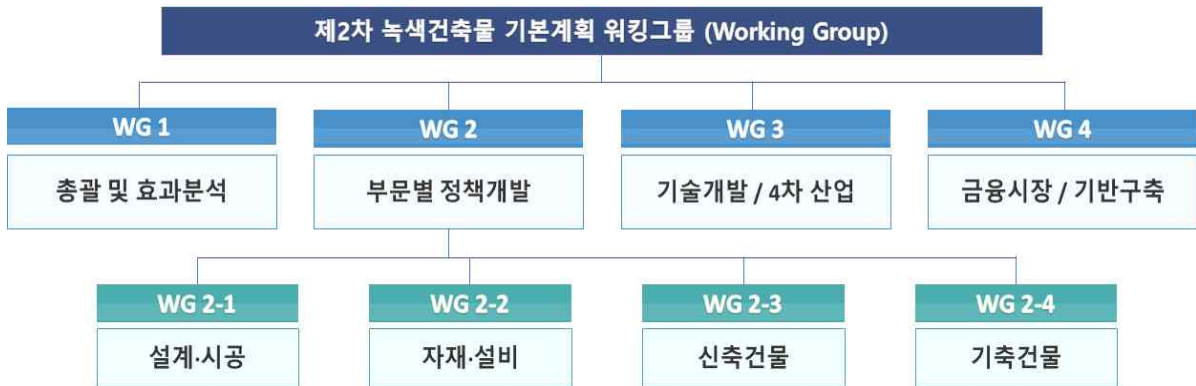 제2차 녹색건축물 기본계획 워킹그룹 (Working Group)
WG 1
총괄 및 효과분석
WG 2
부문별 정책개발
WG 3
기술개발 / 4차 산업
WG 4
금융시장 / 기반구축
WG 2-1
설계·시공
WG 2-2
자재·설비
WG 2-3
신축건물
WG 2-4
기축건물